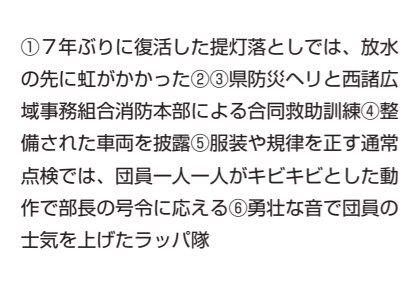 ①７年ぶりに復活した提灯落としでは、放水
の先に虹がかかった②③県防災ヘリと西諸広
域事務組合消防本部による合同救助訓練④整
備された車両を披露⑤服装や規律を正す通常
点検では、団員一人一人がキビキビとした動
作で部長の号令に応える⑥勇壮な音で団員の
士気を上げたラッパ隊